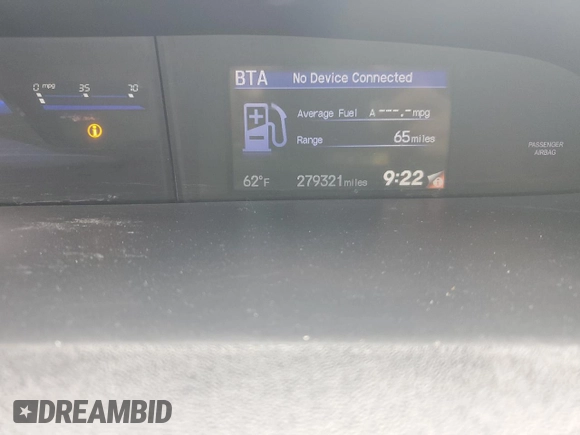 BTA No Device Connected
0 mpg 35 70
Average Fuel A ---.- mpg
Range 65 miles
PASSENGER
AIRBAG
62°F 279321 miles 9:22
DREAMBID